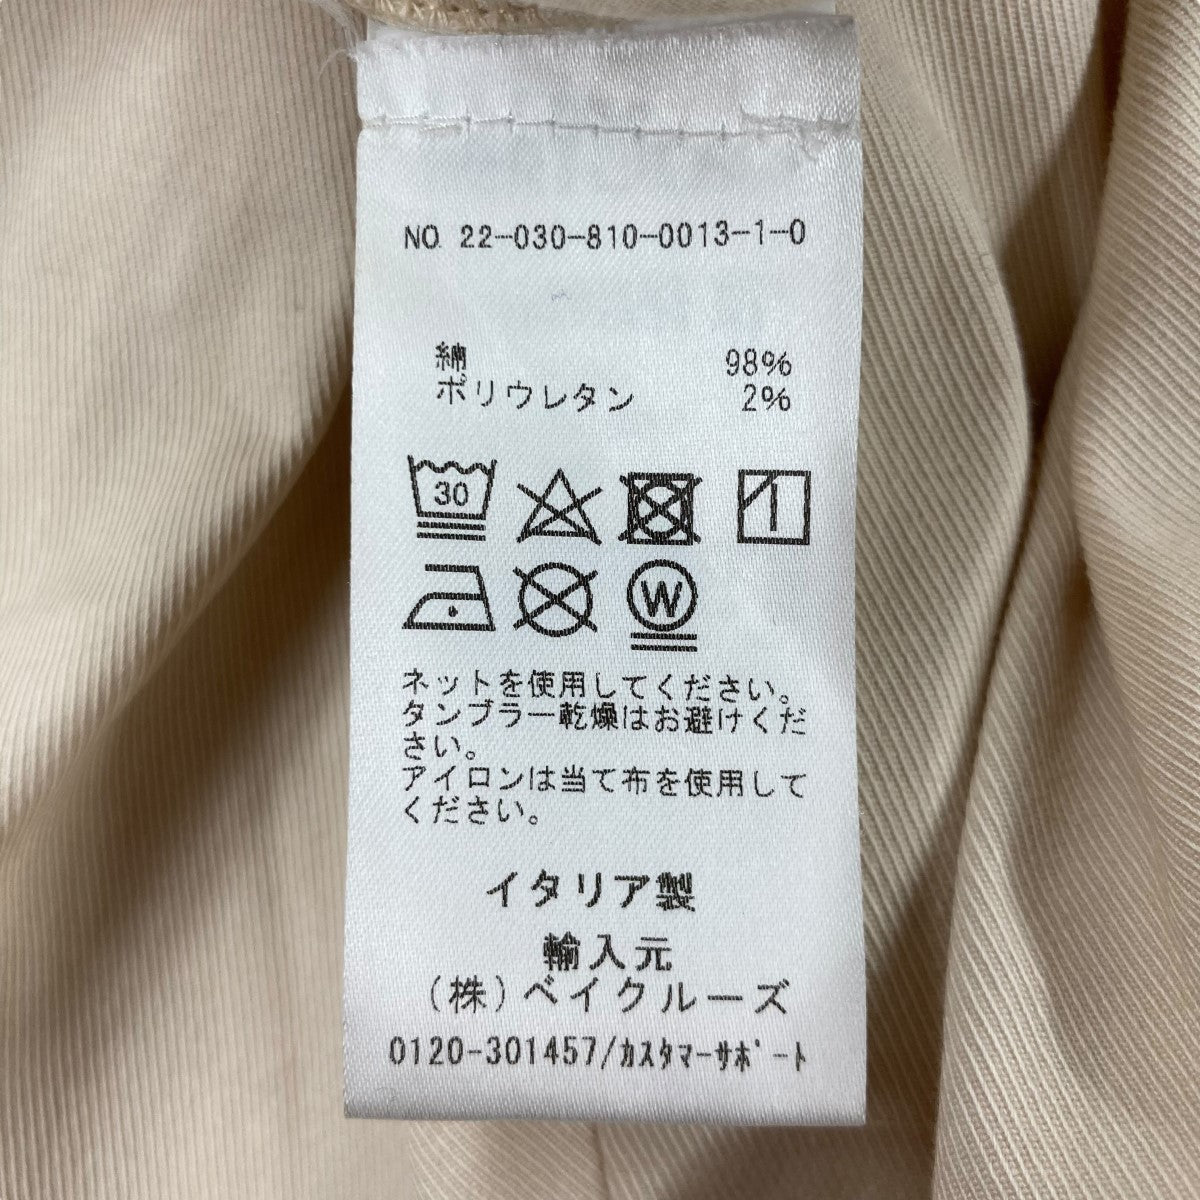 NO. 22-030-810-0013-1-0
綿 98%
ポリウレタン 2%
30
W
ネットを使用してください。
タンブラー乾燥はお避けくだ
さい。
アイロンは当て布を使用して
ください。
イタリア製
輸入元
(株)ベイクルーズ
0120-301457/ｶｽﾀﾏｰｻﾎﾟｰﾄ